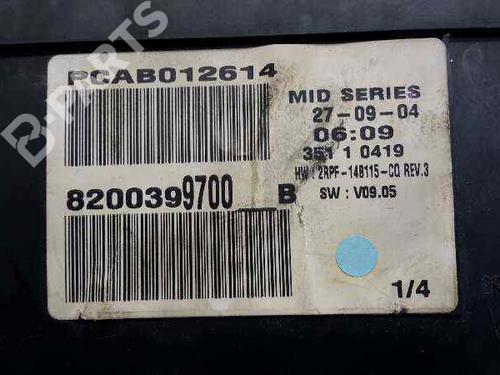 PCAB012614
MID SERIES
27-09-04
06:09
351 1 0419
HW : 2RPF-14B115-CQ REV.3
SW : V09.05
8200399700 B
1/4
B-PARTS